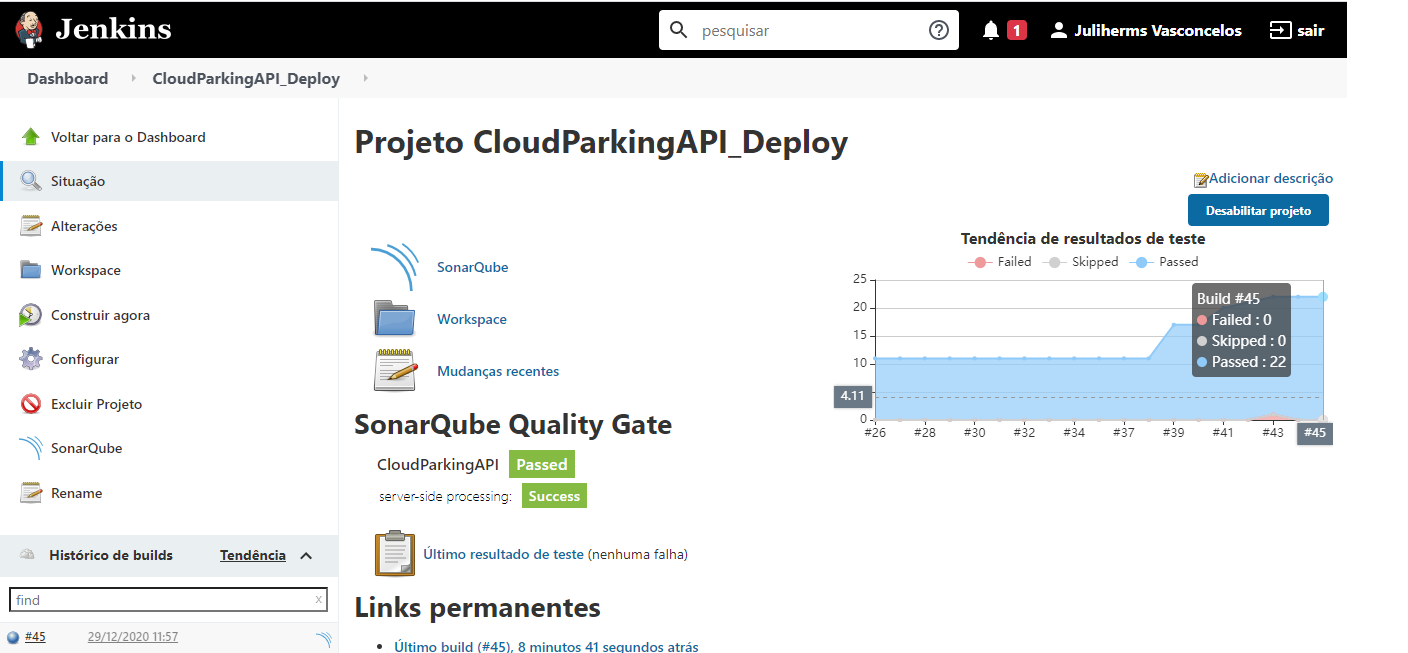 Jenkins
pesquisar
1
Juliherms Vasconcelos
sair
Dashboard
CloudParkingAPI_Deploy
Voltar para o Dashboard
Situação
Alterações
Workspace
Construir agora
Configurar
Excluir Projeto
SonarQube
Rename
Histórico de builds
Tendência
find
x
#45
29/12/2020 11:57
Projeto CloudParkingAPI_Deploy
Adicionar descrição
Desabilitar projeto
SonarQube
Workspace
Mudanças recentes
Tendência de resultados de teste
Failed Skipped Passed
25
20
15
10
4.11
0
Build #45
Failed : 0
Skipped : 0
Passed : 22
#26 #28 #30 #32 #34 #37 #39 #41 #43 #45
SonarQube Quality Gate
CloudParkingAPI Passed
server-side processing: Success
Último resultado de teste (nenhuma falha)
Links permanentes
Último build (#45), 8 minutos 41 segundos atrás